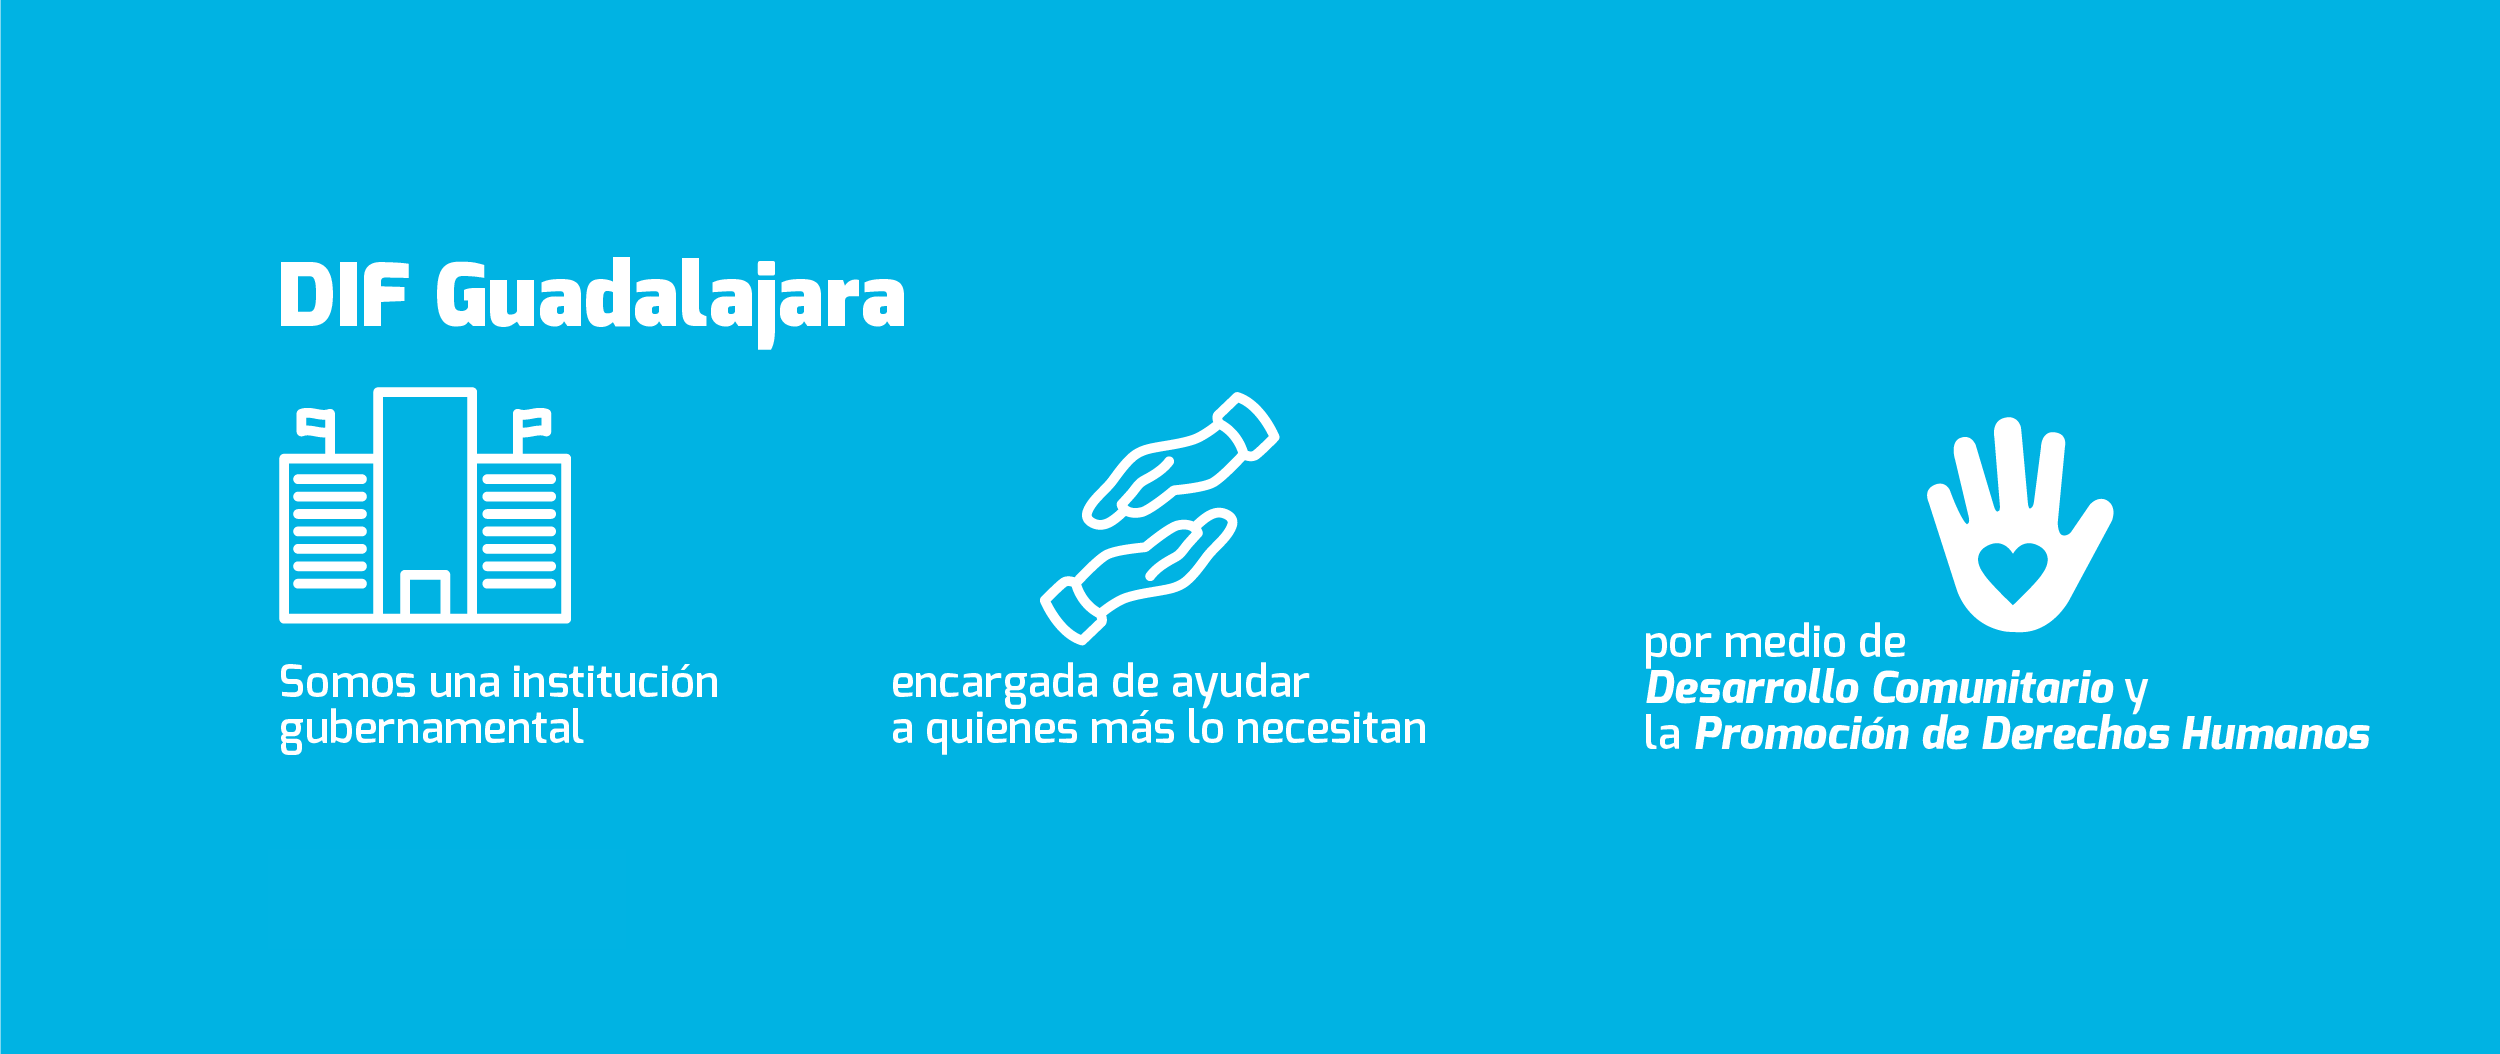 DIF Guadalajara
Somos una institución
gubernamental
encargada de ayudar
a quienes más lo necesitan
por medio de
Desarrollo Comunitario y
la Promoción de Derechos Humanos